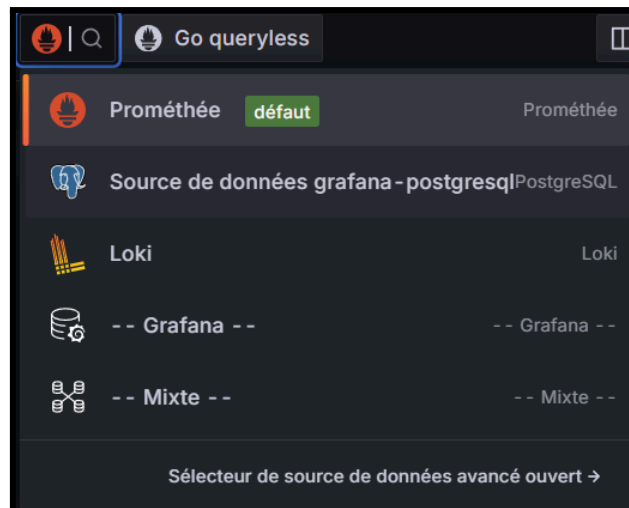 Go queryless
Prométhée défaut Prométhée
Source de données grafana-postgresql PostgreSQL
Loki Loki
-- Grafana -- -- Grafana --
-- Mixte -- -- Mixte --
Sélecteur de source de données avancé ouvert →